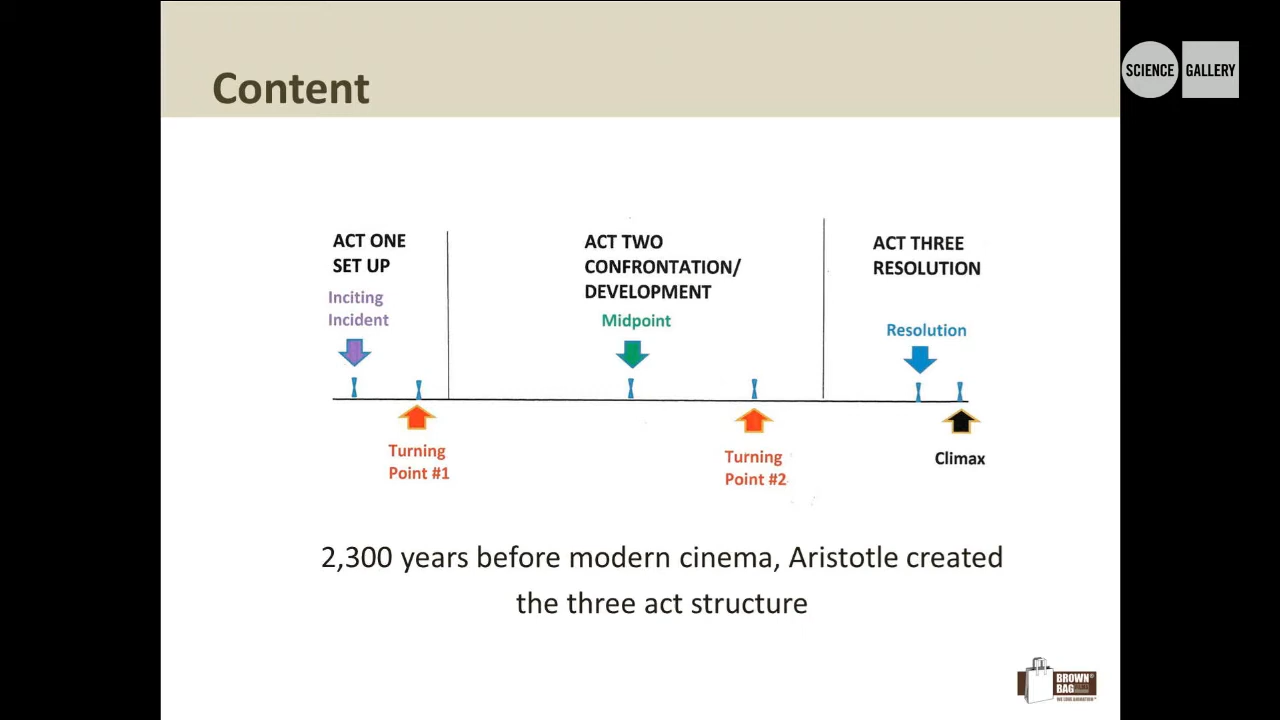 Content
SCIENCE GALLERY
ACT ONE
SET UP
Inciting
Incident
ACT TWO
CONFRONTATION/
DEVELOPMENT
Midpoint
ACT THREE
RESOLUTION
Resolution
Turning
Point #1
Turning
Point #2
Climax
2,300 years before modern cinema, Aristotle created
the three act structure
BROWN
BAG